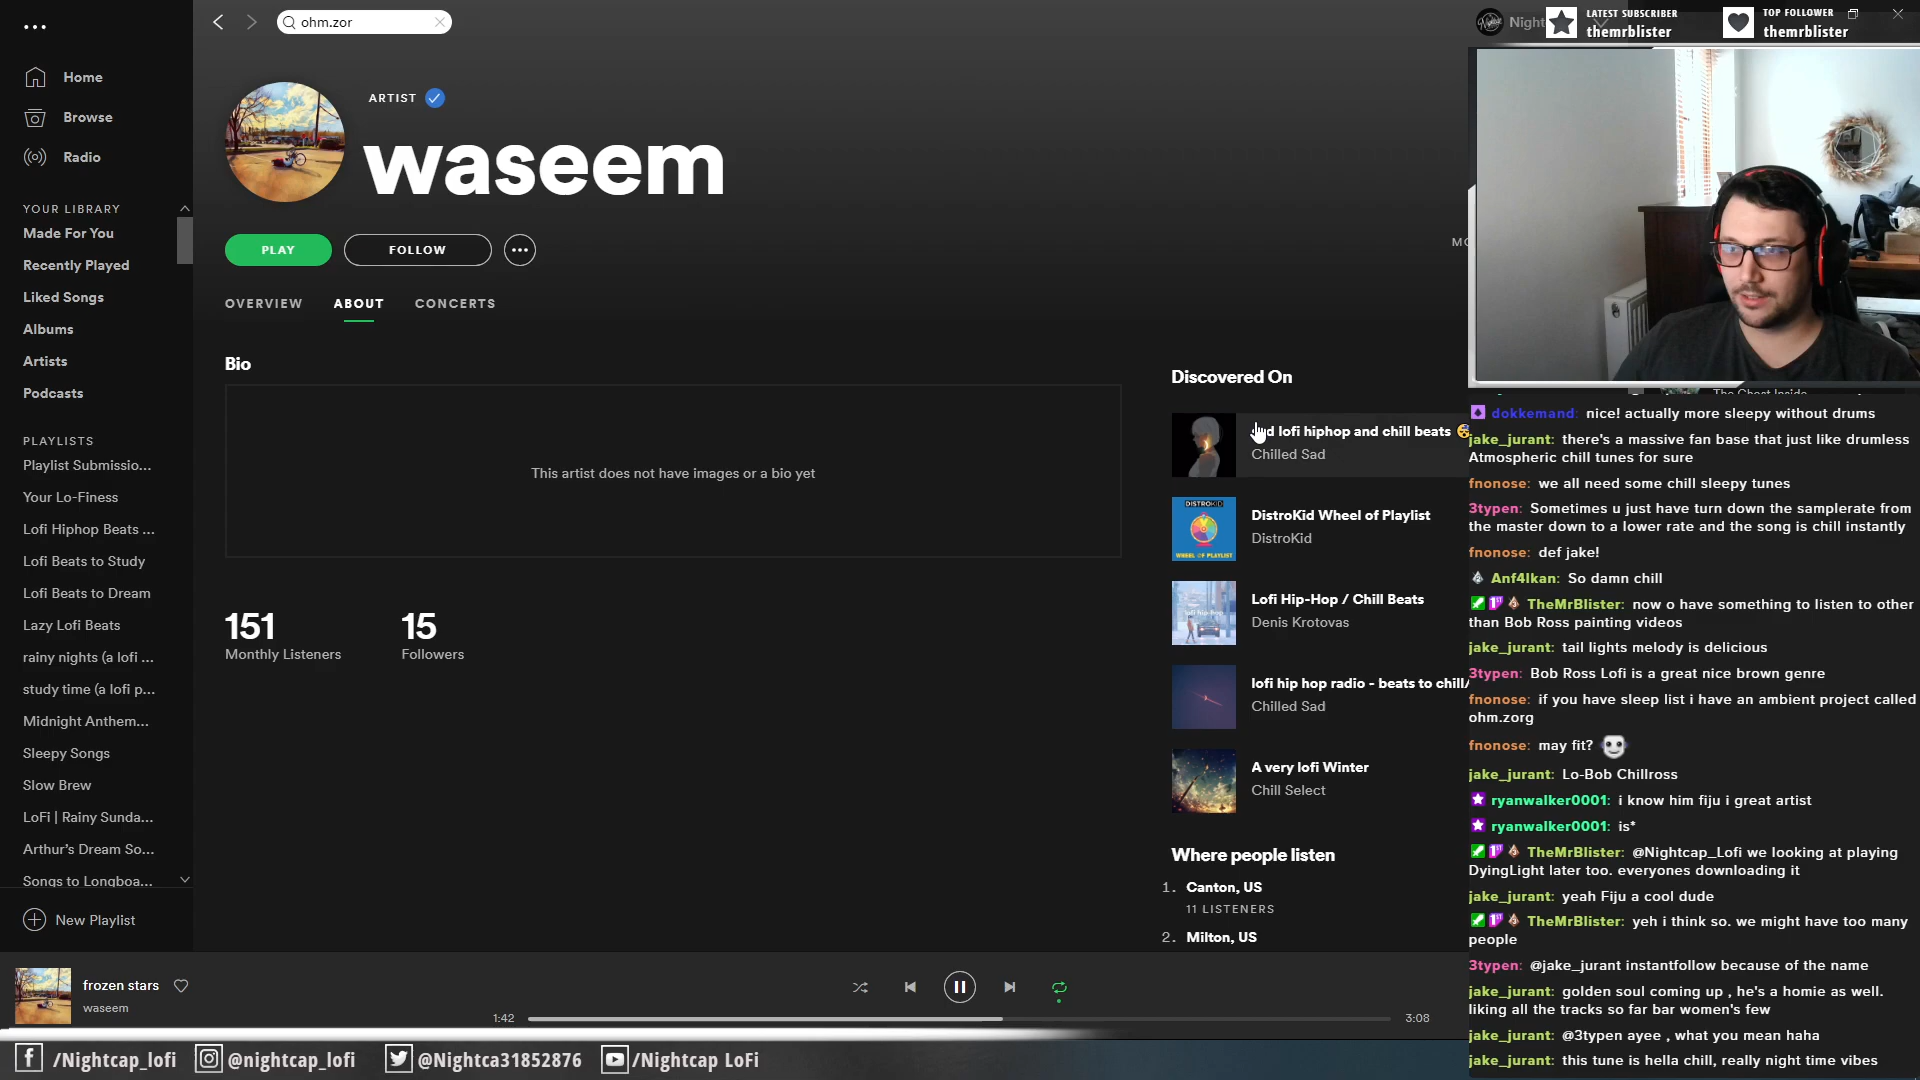 ohm.zor
Night
LATEST SUBSCRIBER
themrblister
TOP FOLLOWER
themrblister
Home
Browse
Radio
YOUR LIBRARY
Made For You
Recently Played
Liked Songs
Albums
Artists
Podcasts
PLAYLISTS
Playlist Submissio...
Your Lo-Finess
Lofi Hiphop Beats ...
Lofi Beats to Study
Lofi Beats to Dream
Lazy Lofi Beats
rainy nights (a lofi ...
study time (a lofi p...
Midnight Anthem...
Sleepy Songs
Slow Brew
LoFi | Rainy Sunda...
Arthur's Dream So...
Songs to Longboa...
New Playlist
ARTIST
waseem
PLAY
FOLLOW
OVERVIEW
ABOUT
CONCERTS
Bio
This artist does not have images or a bio yet
151
Monthly Listeners
15
Followers
Discovered On
lofi hiphop and chill beats
Chilled Sad
DistroKid Wheel of Playlist
DistroKid
DISTROKID
WHEEL OF PLAYLIST
Lofi Hip-Hop / Chill Beats
Denis Krotovas
lofi hip hop radio - beats to chill/
Chilled Sad
A very lofi Winter
Chill Select
Where people listen
1. Canton, US
11 LISTENERS
2. Milton, US
The Ghost Inside
dokkemand: nice! actually more sleepy without drums
jake_jurant: there's a massive fan base that just like drumless
Atmospheric chill tunes for sure
fnonose: we all need some chill sleepy tunes
3typen: Sometimes u just have turn down the samplerate from
the master down to a lower rate and the song is chill instantly
fnonose: def jake!
Anf4lkan: So damn chill
TheMrBlister: now o have something to listen to other
than Bob Ross painting videos
jake_jurant: tail lights melody is delicious
3typen: Bob Ross Lofi is a great nice brown genre
fnonose: if you have sleep list i have an ambient project called
ohm.zorg
fnonose: may fit?
jake_jurant: Lo-Bob Chillross
ryanwalker0001: i know him fiju i great artist
ryanwalker0001: is*
TheMrBlister: @Nightcap_Lofi we looking at playing
DyingLight later too. everyones downloading it
jake_jurant: yeah Fiju a cool dude
TheMrBlister: yeh i think so. we might have too many
people
3typen: @jake_jurant instantfollow because of the name
jake_jurant: golden soul coming up , he's a homie as well.
liking all the tracks so far bar women's few
jake_jurant: @3typen ayee , what you mean haha
jake_jurant: this tune is hella chill, really night time vibes
frozen stars
waseem
1:42
3:08
/Nightcap_lofi
@nightcap_lofi
@Nightca31852876
/Nightcap LoFi